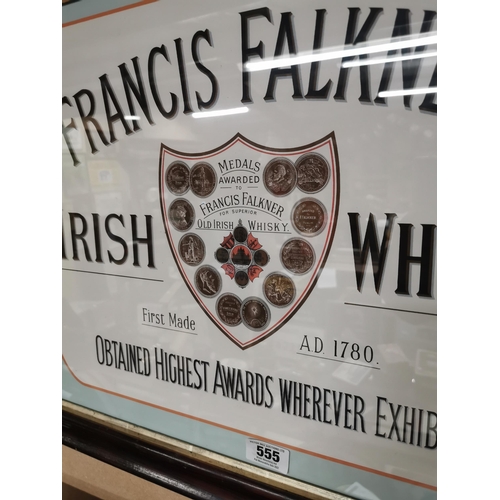 FRANCIS FALKNE
MEDALS
AWARDED
TO
FRANCIS FALKNER
FOR SUPERIOR
OLD IRISH WHISKY.
IRISH WH
First Made A.D. 1780.
OBTAINED HIGHEST AWARDS WHEREVER EXHIB
555